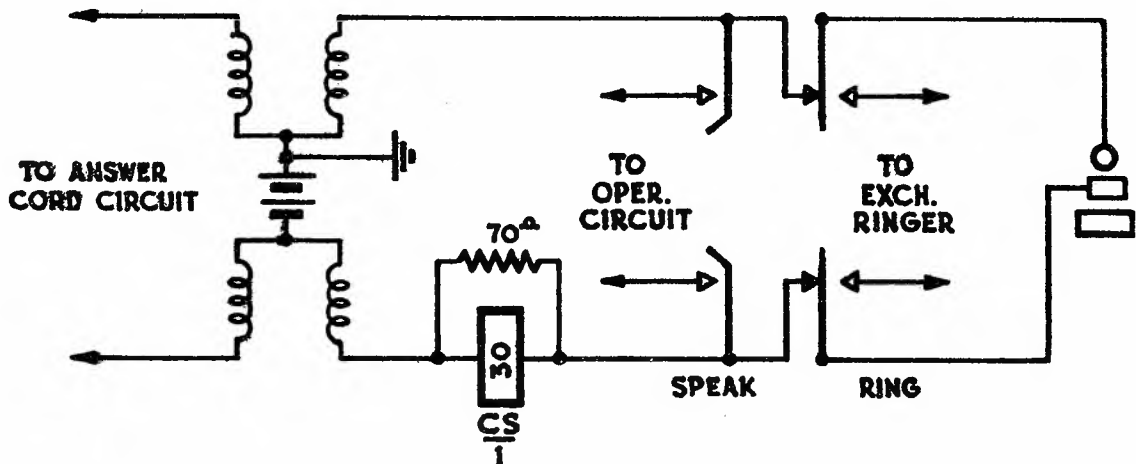 TO ANSWER
CORD CIRCUIT
70Ω
30
CS
1
TO
OPER.
CIRCUIT
TO
EXCH.
RINGER
SPEAK
RING